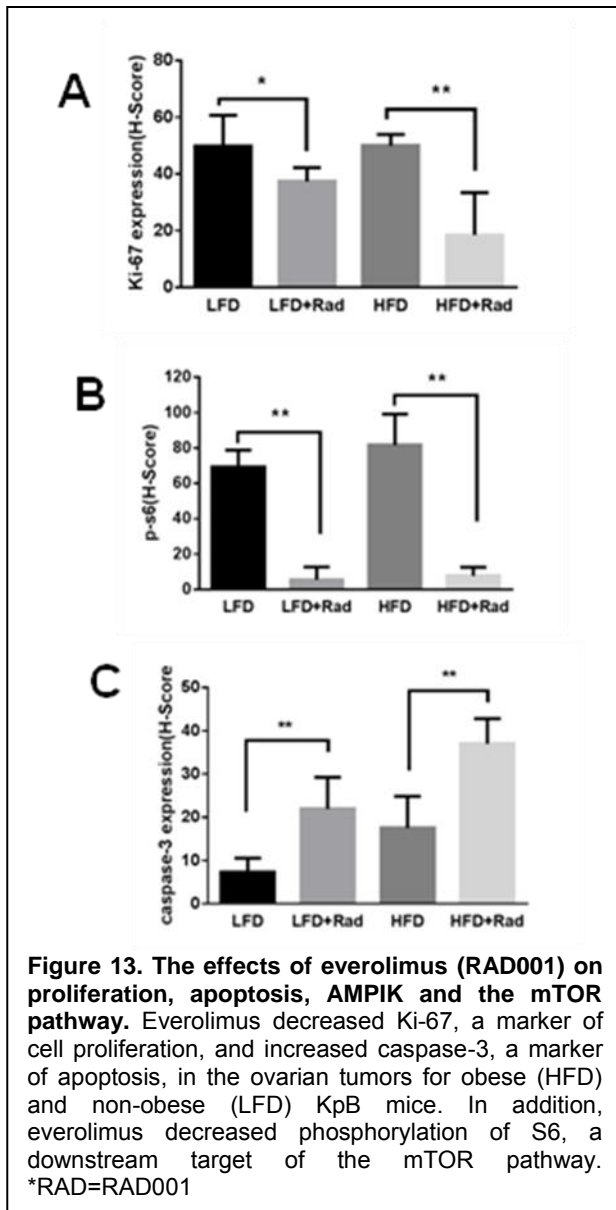 A
Ki-67 expression(H-Score)
80
60
40
20
0
*
**
LFD LFD+Rad HFD HFD+Rad
B
p-s6(H-Score)
120
100
80
60
40
20
0
**
**
LFD LFD+Rad HFD HFD+Rad
C
caspase-3 expression(H-Score
50
40
30
20
10
0
**
**
LFD LFD+Rad HFD HFD+Rad
Figure 13. The effects of everolimus (RAD001) on
proliferation, apoptosis, AMPIK and the mTOR
pathway. Everolimus decreased Ki-67, a marker of
cell proliferation, and increased caspase-3, a marker
of apoptosis, in the ovarian tumors for obese (HFD)
and non-obese (LFD) KpB mice. In addition,
everolimus decreased phosphorylation of S6, a
downstream target of the mTOR pathway.
*RAD=RAD001